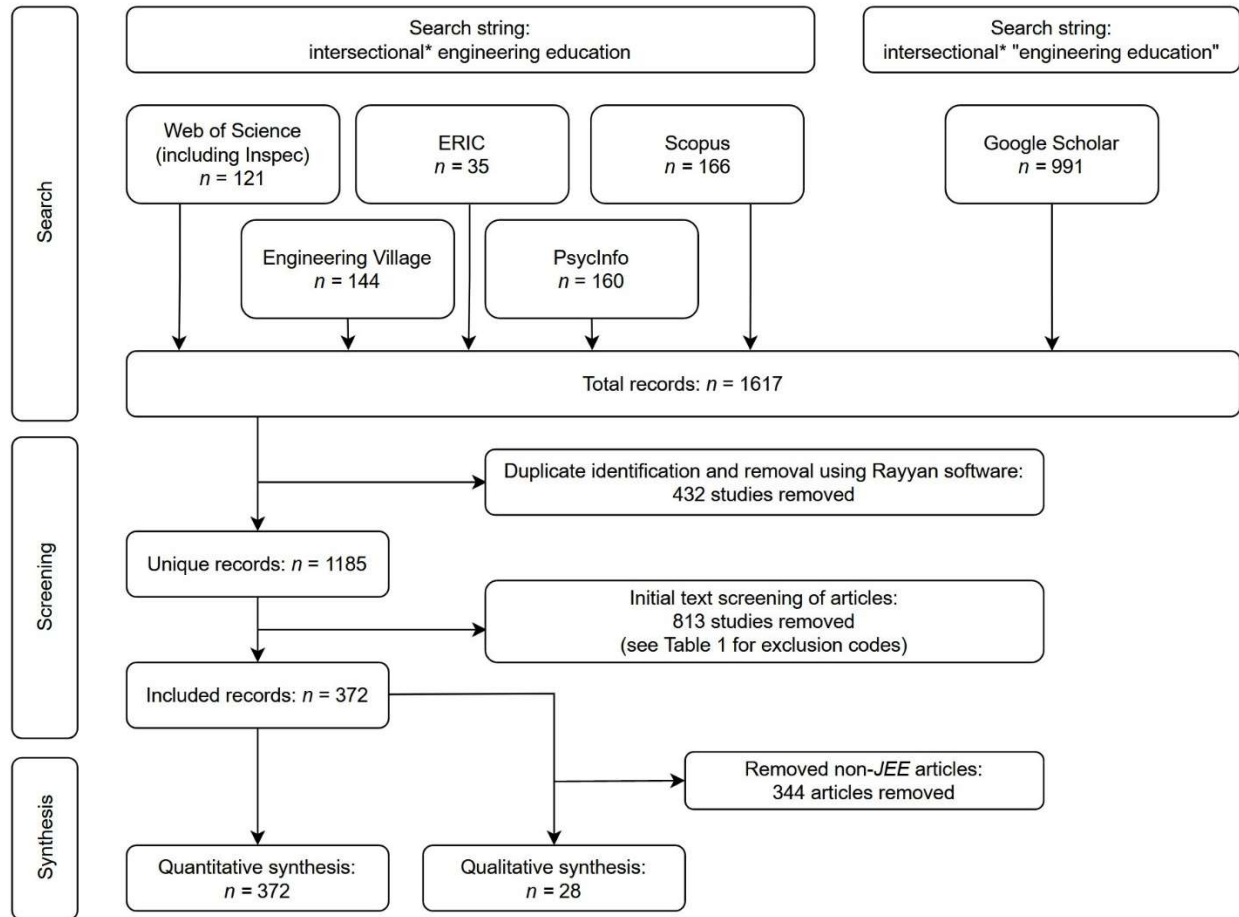 Search
Search string:
intersectional* engineering education
Search string:
intersectional* "engineering education"
Web of Science
(including Inspec)
n = 121
ERIC
n = 35
Scopus
n = 166
Google Scholar
n = 991
Engineering Village
n = 144
PsycInfo
n = 160
Total records: n = 1617
Screening
Duplicate identification and removal using Rayyan software:
432 studies removed
Unique records: n = 1185
Initial text screening of articles:
813 studies removed
(see Table 1 for exclusion codes)
Included records: n = 372
Synthesis
Removed non-JEE articles:
344 articles removed
Quantitative synthesis:
n = 372
Qualitative synthesis:
n = 28